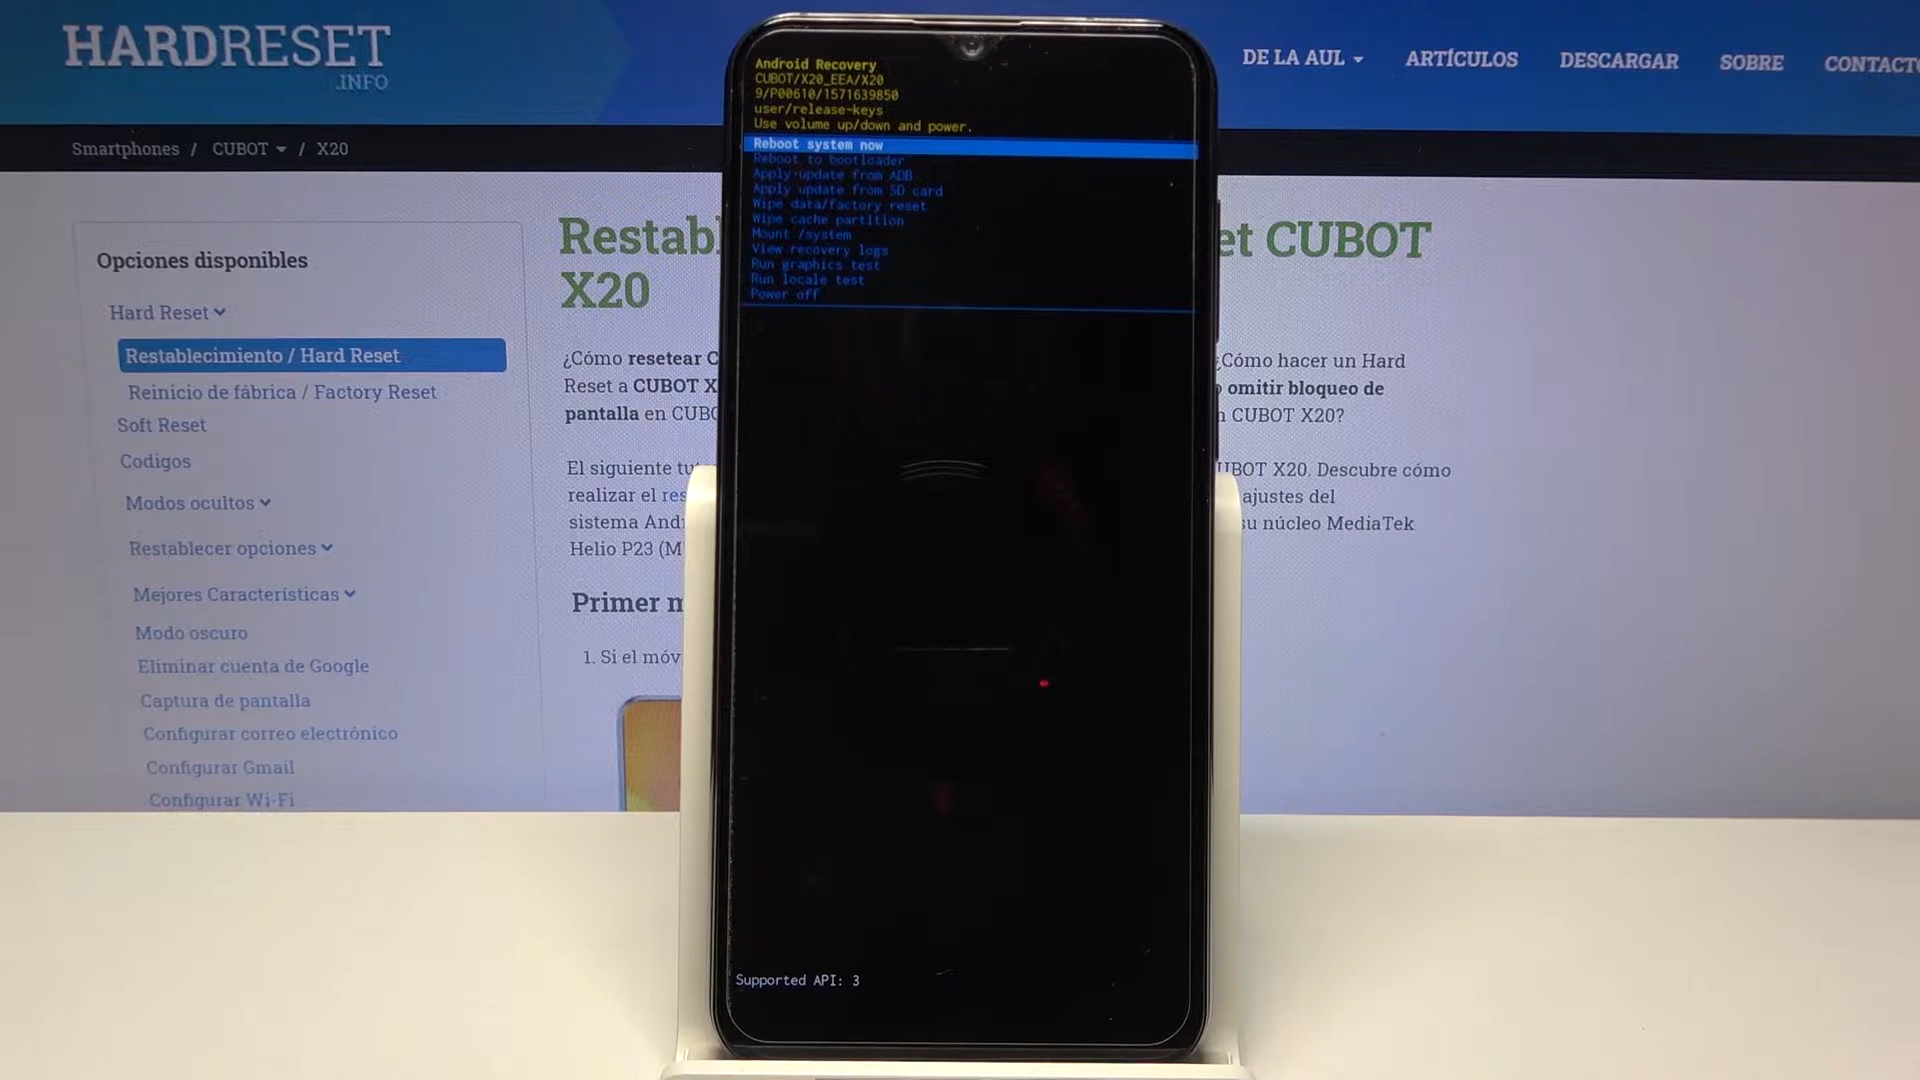 HARDRESET
.INFO
DE LA AUL
ARTÍCULOS
DESCARGAR
SOBRE
CONTACTO
Smartphones / CUBOT / X20
Opciones disponibles
Hard Reset
Restablecimiento / Hard Reset
Reinicio de fábrica / Factory Reset
Soft Reset
Codigos
Modos ocultos
Restablecer opciones
Mejores Características
Modo oscuro
Eliminar cuenta de Google
Captura de pantalla
Configurar correo electrónico
Configurar Gmail
Configurar Wi-Fi
Android Recovery
CUBOT/X20_EEA/X20
9/P00610/1571639850
user/release-keys
Use volume up/down and power.
Reboot system now
Reboot to bootloader
Apply update from ADB
Apply update from SD card
Wipe data/factory reset
Wipe cache partition
Mount /system
View recovery logs
Run graphics test
Run locale test
Power off
Supported API: 3
Restab et CUBOT
X20
¿Cómo resetear C ¿Cómo hacer un Hard
Reset a CUBOT X omitir bloqueo de
pantalla en CUBO CUBOT X20?
El siguiente tu UBOT X20. Descubre cómo
realizar el res ajustes del
sistema And su núcleo MediaTek
Helio P23 (M
Primer m
1. Si el móv